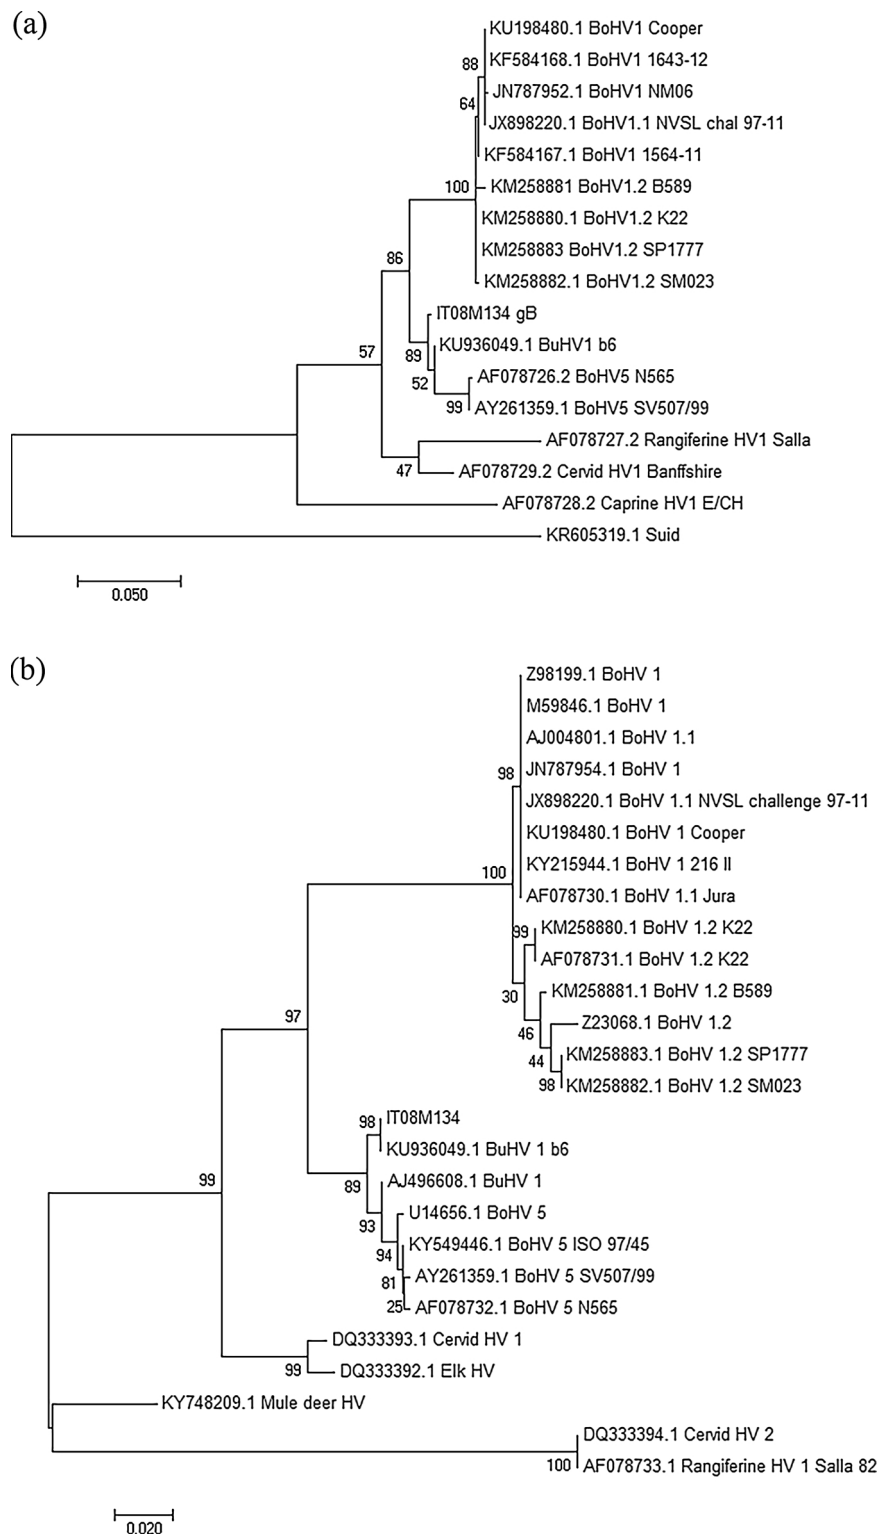 (a)
KU198480.1 BoHV1 Cooper
KF584168.1 BoHV1 1643-12
88
JN787952.1 BoHV1 NM06
64
JX898220.1 BoHV1.1 NVSL chal 97-11
KF584167.1 BoHV1 1564-11
100
KM258881 BoHV1.2 B589
KM258880.1 BoHV1.2 K22
KM258883 BoHV1.2 SP1777
86
KM258882.1 BoHV1.2 SM023
IT08M134 gB
KU936049.1 BuHV1 b6
57
89
AF078726.2 BoHV5 N565
52
99
AY261359.1 BoHV5 SV507/99
AF078727.2 Rangiferine HV1 Salla
47
AF078729.2 Cervid HV1 Banffshire
AF078728.2 Caprine HV1 E/CH
KR605319.1 Suid
0.050
(b)
Z98199.1 BoHV 1
M59846.1 BoHV 1
AJ004801.1 BoHV 1.1
98
JN787954.1 BoHV 1
JX898220.1 BoHV 1.1 NVSL challenge 97-11
KU198480.1 BoHV 1 Cooper
100
KY215944.1 BoHV 1 216 II
AF078730.1 BoHV 1.1 Jura
99
KM258880.1 BoHV 1.2 K22
AF078731.1 BoHV 1.2 K22
30
KM258881.1 BoHV 1.2 B589
97
46
Z23068.1 BoHV 1.2
44
KM258883.1 BoHV 1.2 SP1777
98
KM258882.1 BoHV 1.2 SM023
98
IT08M134
KU936049.1 BuHV 1 b6
99
89
AJ496608.1 BuHV 1
93
U14656.1 BoHV 5
94
KY549446.1 BoHV 5 ISO 97/45
81
AY261359.1 BoHV 5 SV507/99
25
AF078732.1 BoHV 5 N565
DQ333393.1 Cervid HV 1
99
DQ333392.1 Elk HV
KY748209.1 Mule deer HV
DQ333394.1 Cervid HV 2
100
AF078733.1 Rangiferine HV 1 Salla 82
0.020